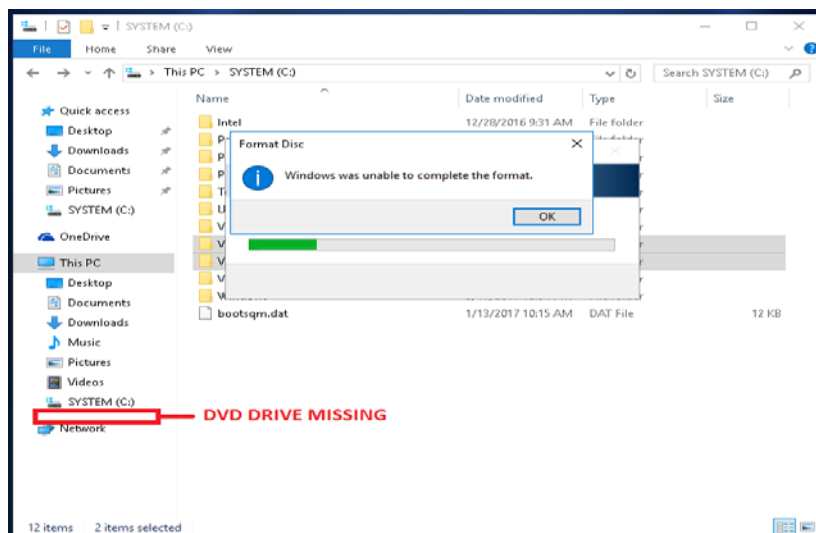 SYSTEM (C:)
File Home Share View
This PC > SYSTEM (C:) Search SYSTEM (C:)
Name Date modified Type Size
Quick access
Desktop
Downloads
Documents
Pictures
SYSTEM (C:)
OneDrive
This PC
Desktop
Documents
Downloads
Music
Pictures
Videos
SYSTEM (C:)
Network
Intel 12/28/2016 9:31 AM File folder
bootsqm.dat 1/13/2017 10:15 AM DAT File 12 KB
Format Disc
Windows was unable to complete the format.
OK
DVD DRIVE MISSING
12 items 2 items selected